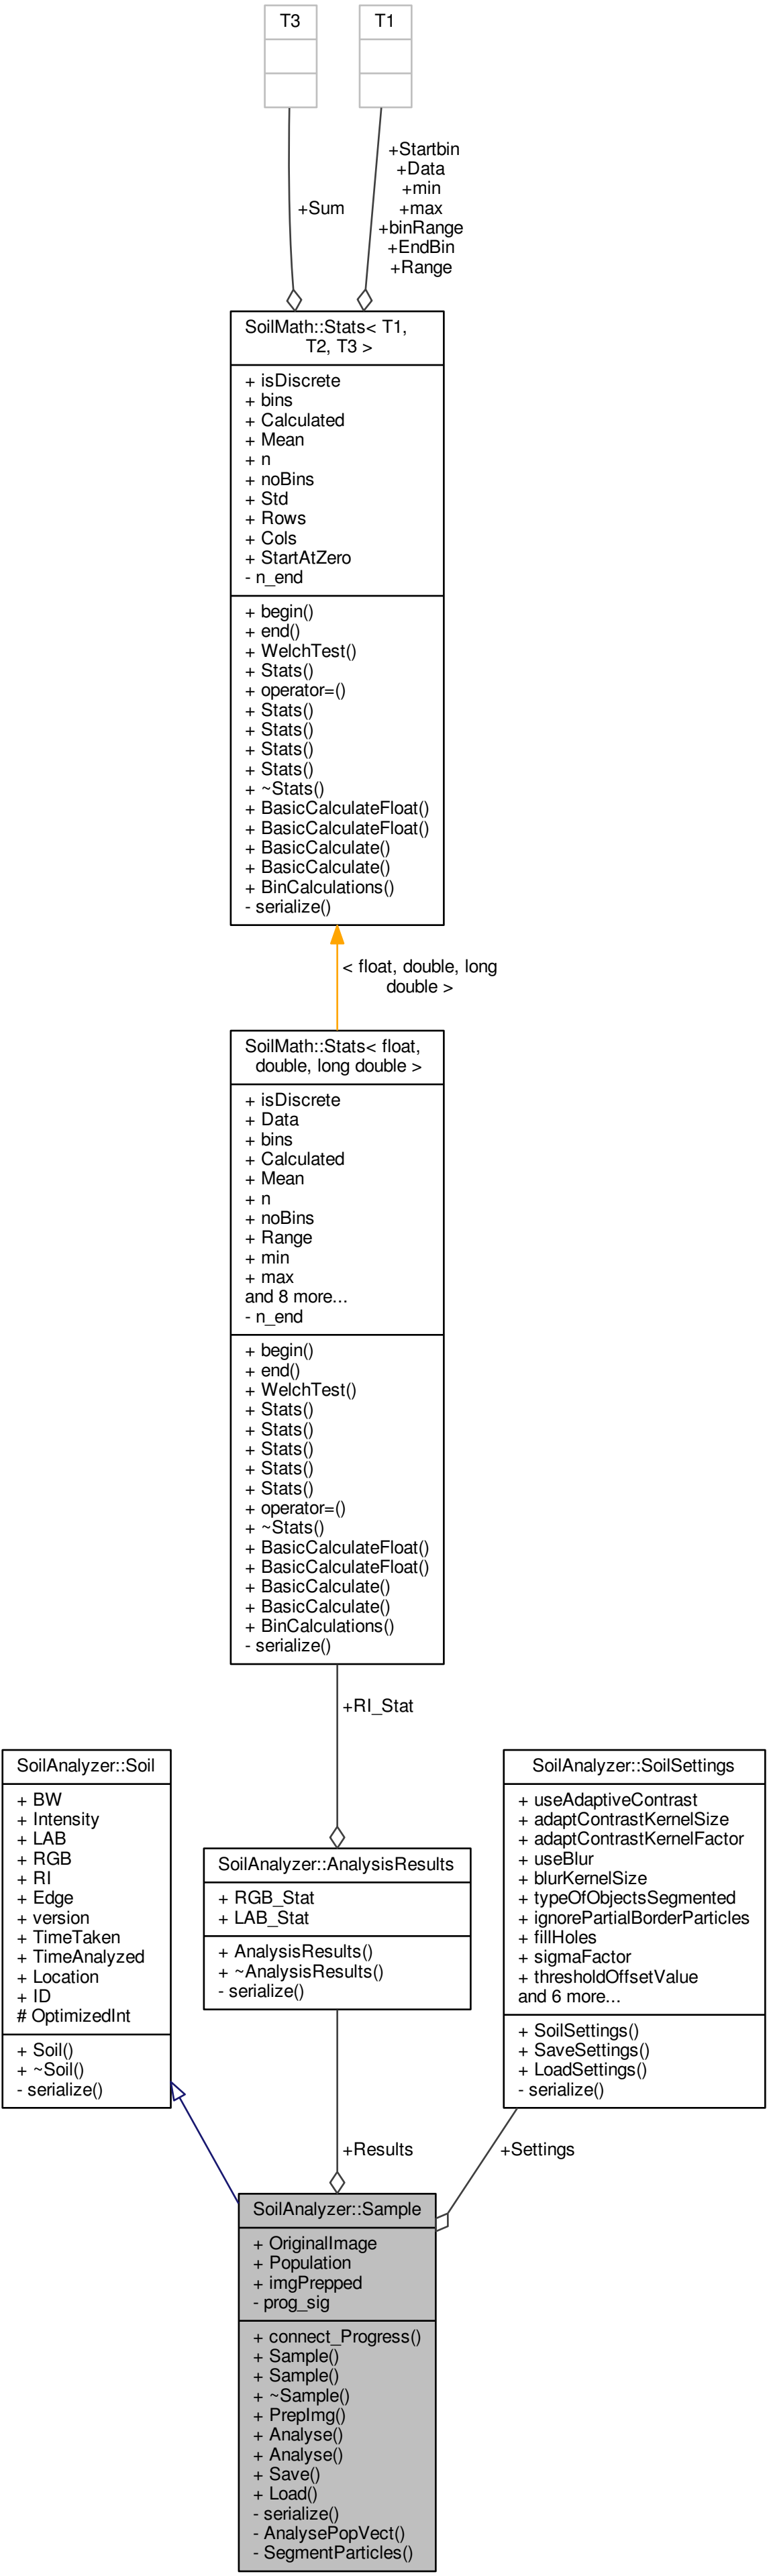 T3
T1
+Startbin
+Data
+min
+max
+binRange
+EndBin
+Range
+Sum
SoilMath::Stats< T1,
T2, T3 >
+ isDiscrete
+ bins
+ Calculated
+ Mean
+ n
+ noBins
+ Std
+ Rows
+ Cols
+ StartAtZero
- n_end
+ begin()
+ end()
+ WelchTest()
+ Stats()
+ operator=()
+ Stats()
+ Stats()
+ Stats()
+ Stats()
+ ~Stats()
+ BasicCalculateFloat()
+ BasicCalculateFloat()
+ BasicCalculate()
+ BasicCalculate()
+ BinCalculations()
- serialize()
< float, double, long
double >
SoilMath::Stats< float,
double, long double >
+ isDiscrete
+ Data
+ bins
+ Calculated
+ Mean
+ n
+ noBins
+ Range
+ min
+ max
and 8 more...
- n_end
+ begin()
+ end()
+ WelchTest()
+ Stats()
+ Stats()
+ Stats()
+ Stats()
+ Stats()
+ operator=()
+ ~Stats()
+ BasicCalculateFloat()
+ BasicCalculateFloat()
+ BasicCalculate()
+ BasicCalculate()
+ BinCalculations()
- serialize()
+RI_Stat
SoilAnalyzer::Soil
+ BW
+ Intensity
+ LAB
+ RGB
+ RI
+ Edge
+ version
+ TimeTaken
+ TimeAnalyzed
+ Location
+ ID
# OptimizedInt
+ Soil()
+ ~Soil()
- serialize()
SoilAnalyzer::AnalysisResults
+ RGB_Stat
+ LAB_Stat
+ AnalysisResults()
+ ~AnalysisResults()
- serialize()
SoilAnalyzer::SoilSettings
+ useAdaptiveContrast
+ adaptContrastKernelSize
+ adaptContrastKernelFactor
+ useBlur
+ blurKernelSize
+ typeOfObjectsSegmented
+ ignorePartialBorderParticles
+ fillHoles
+ sigmaFactor
+ thresholdOffsetValue
and 6 more...
+ SoilSettings()
+ SaveSettings()
+ LoadSettings()
- serialize()
+Results
+Settings
SoilAnalyzer::Sample
+ OriginalImage
+ Population
+ imgPrepped
- prog_sig
+ connect_Progress()
+ Sample()
+ Sample()
+ ~Sample()
+ PrepImg()
+ Analyse()
+ Analyse()
+ Save()
+ Load()
- serialize()
- AnalysePopVect()
- SegmentParticles()